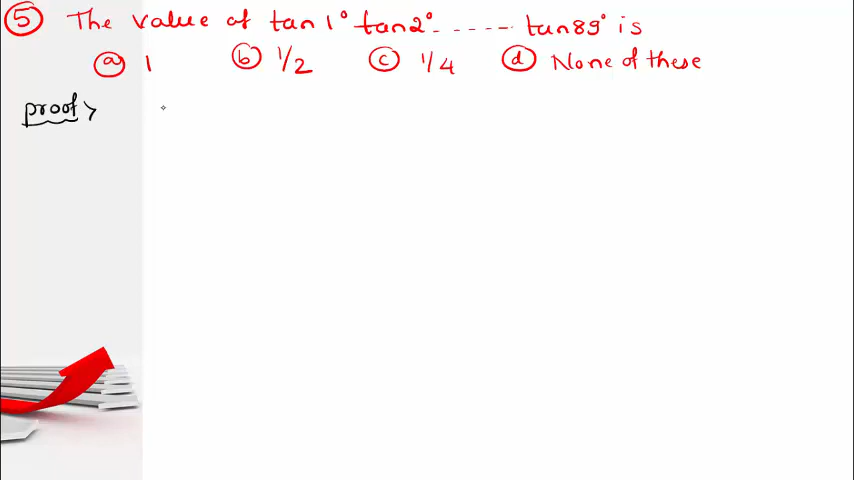 ⑤ The value of tan1° tan2° ------ tan89° is
ⓐ 1 ⓑ 1/2 ⓒ 1/4 ⓓ None of these
proof>